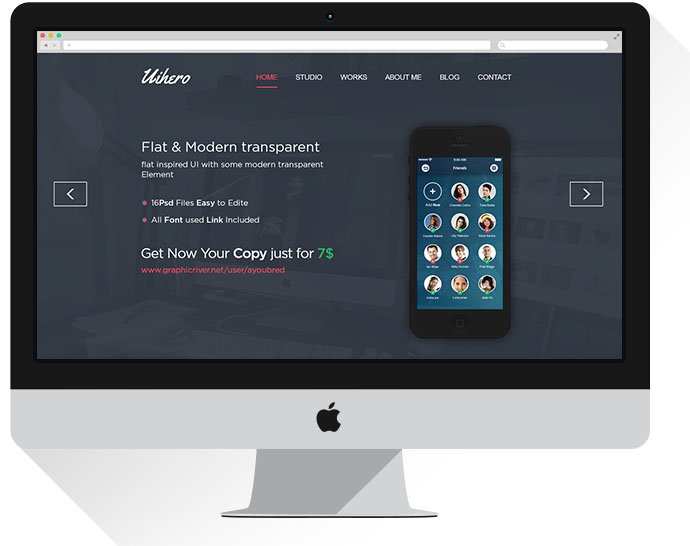 Uihero
HOME STUDIO WORKS ABOUT ME BLOG CONTACT
Flat & Modern transparent
flat inspired UI with some modern transparent
Element
16Psd Files Easy to Edite
All Font used Link Included
Get Now Your Copy just for 7$
www.graphicriver.net/user/ayoubred
Friends
Add New